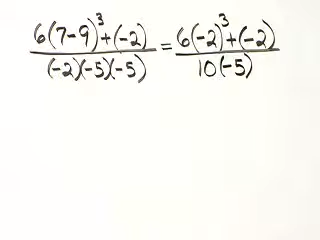 6(7-9)³+(-2) / (-2)(-5)(-5) = 6(-2)³+(-2) / 10(-5)